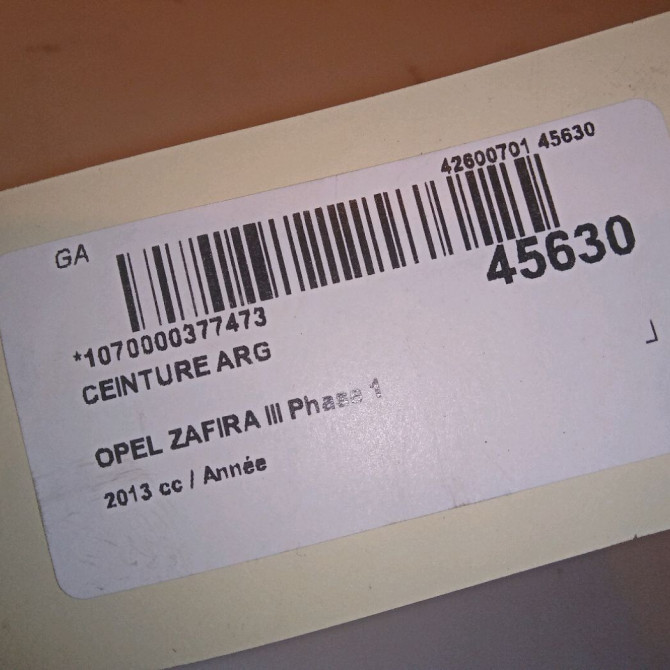 42600701 45630
GA
45630
*1070000377473
CEINTURE ARG
OPEL ZAFIRA III Phase 1
2013 cc / Année